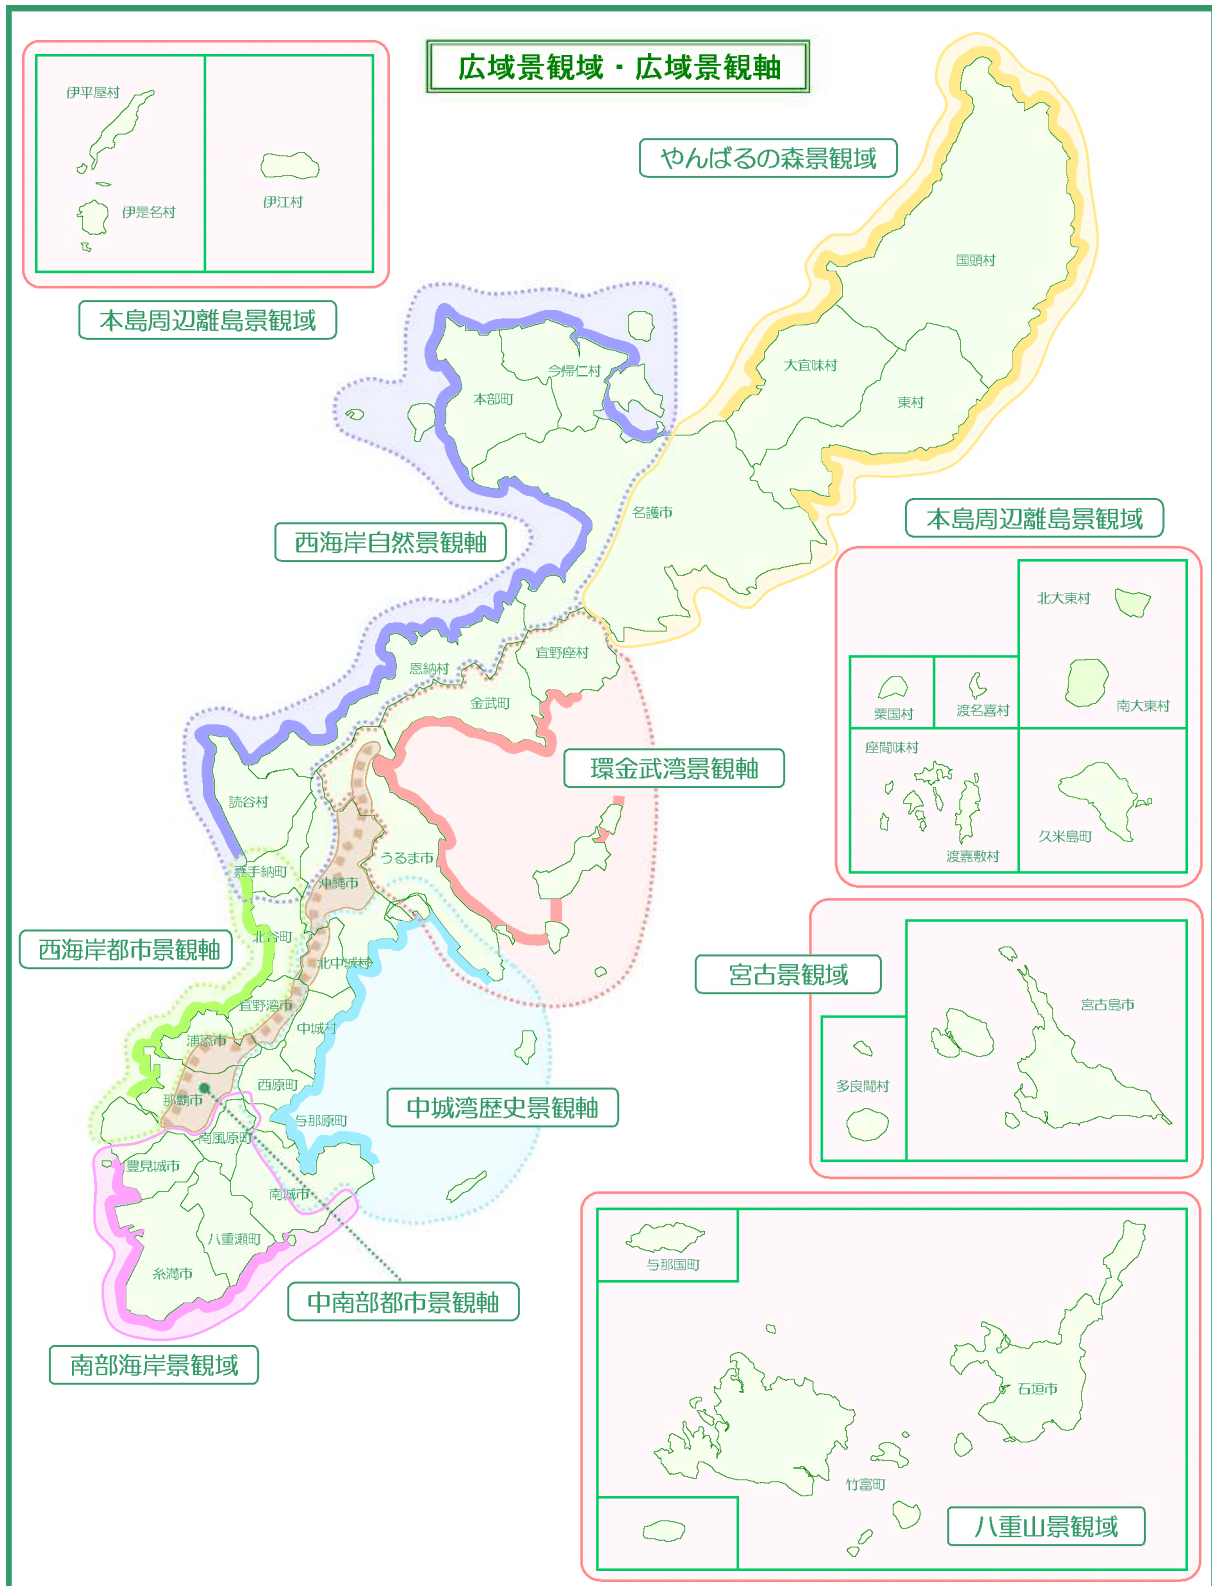 広域景観域・広域景観軸
伊平屋村
伊是名村
伊江村
本島周辺離島景観域
やんばるの森景観域
国頭村
大宜味村
東村
今帰仁村
本部町
名護市
西海岸自然景観軸
本島周辺離島景観域
北大東村
南大東村
粟国村
渡名喜村
座間味村
渡嘉敷村
久米島町
宜野座村
恩納村
金武町
環金武湾景観軸
読谷村
うるま市
嘉手納町
沖縄市
北谷町
西海岸都市景観軸
北中城村
宜野湾市
中城村
浦添市
西原町
那覇市
中城湾歴史景観軸
与那原町
南風原町
豊見城市
南城市
八重瀬町
糸満市
中南部都市景観軸
南部海岸景観域
宮古景観域
宮古島市
多良間村
与那国町
石垣市
竹富町
八重山景観域